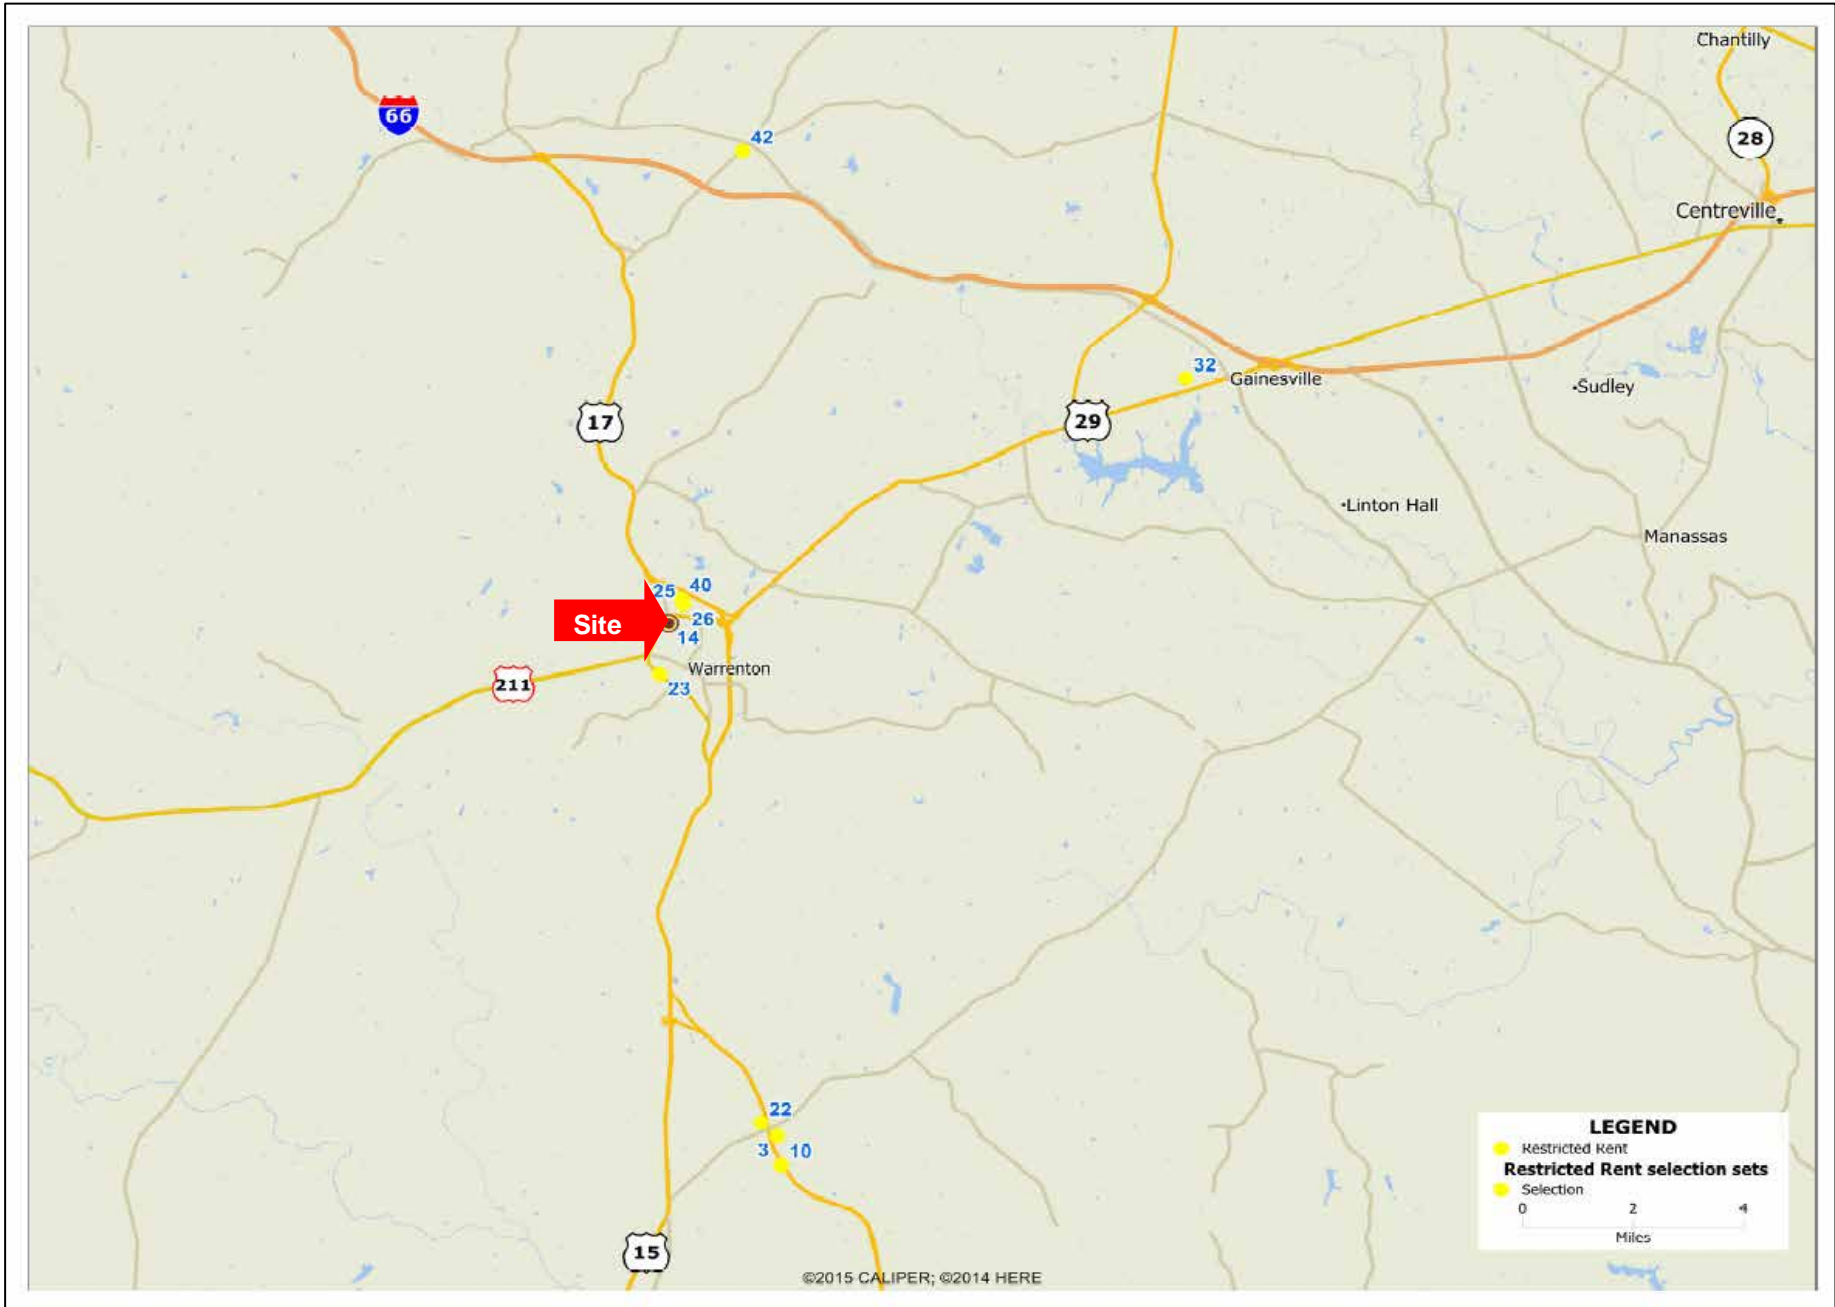 Chantilly
66
42
28
Centreville
32
Gainesville
Sudley
17
29
Linton Hall
Manassas
25
40
Site
26
14
Warrenton
211
23
22
3
10
LEGEND
Restricted Rent
Restricted Rent selection sets
Selection
0 2 4
Miles
15
©2015 CALIPER; ©2014 HERE